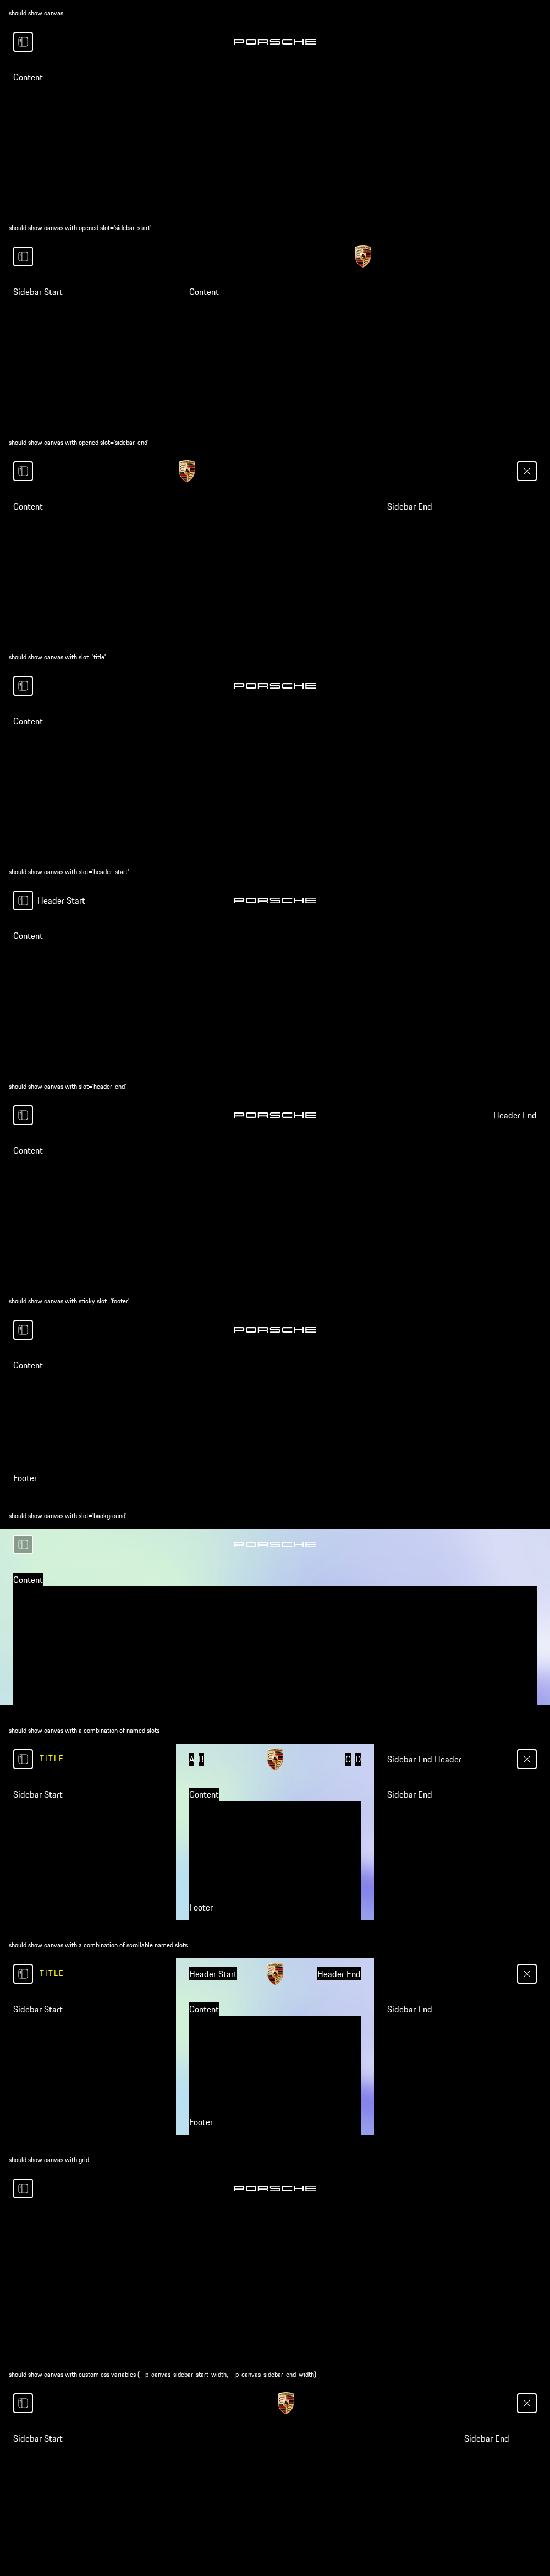 should show canvas
PORSCHE
Content
should show canvas with opened slot='sidebar-start'
Sidebar Start Content
should show canvas with opened slot='sidebar-end'
Content Sidebar End
should show canvas with slot='title'
PORSCHE
Content
should show canvas with slot='header-start'
Header Start PORSCHE
Content
should show canvas with slot='header-end'
PORSCHE Header End
Content
should show canvas with sticky slot='footer'
PORSCHE
Content
Footer
should show canvas with slot='background'
PORSCHE
Content
should show canvas with a combination of named slots
TITLE A B C D Sidebar End Header
Sidebar Start Content Sidebar End
Footer
should show canvas with a combination of scrollable named slots
TITLE Header Start Header End
Sidebar Start Content Sidebar End
Footer
should show canvas with grid
PORSCHE
should show canvas with custom css variables (--p-canvas-sidebar-start-width, --p-canvas-sidebar-end-width)
Sidebar Start Sidebar End